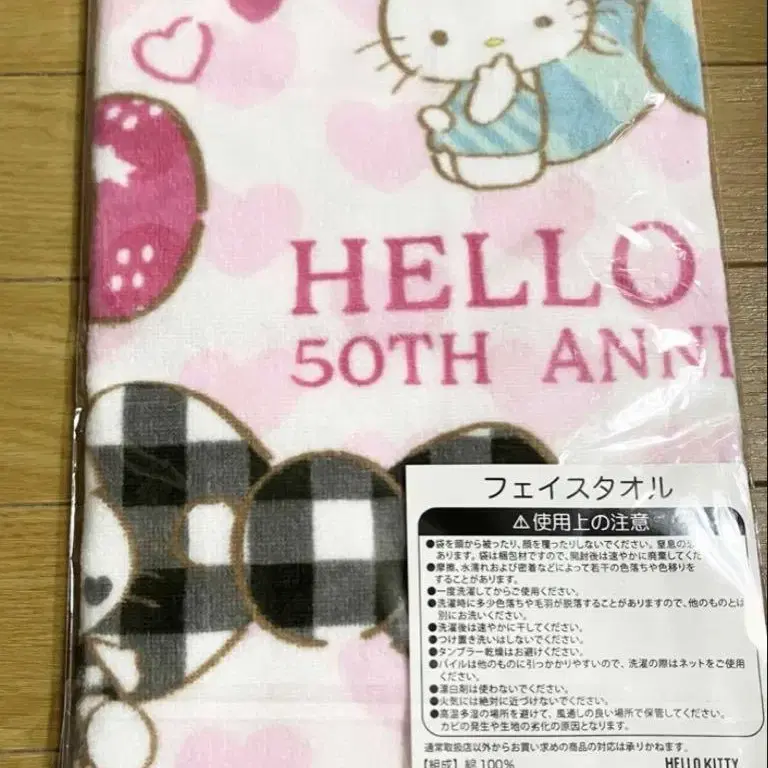 HELLO
50TH ANNI
フェイスタオル
⚠使用上の注意
●袋を頭から被ったり、顔を覆ったりしないでください。窒息の
あります。袋は梱包材ですので、開封後は速やかに廃棄してくだ
●摩擦、水濡れおよび密着などによって若干の色落ちや色移りを
することがあります。
●一度洗濯してからご使用ください。
●洗濯時に多少色落ちや毛羽が脱落することがありますので、他のものとは
別にお洗いください。
●洗濯後は速やかに干してください。
●つけ置き洗いはしないでください。
●タンブラー乾燥はお避けください。
●パイルは他のものに引っかかりやすいので、洗濯の際はネットをご使用
ください。
●漂白剤は使わないでください。
●火気には絶対に近づけないでください。
●高温多湿の場所を避けて、風通しの良い場所で保管してください。
カビの発生や生地の劣化の原因となります。
通常取扱店以外からお買い求めの商品の対応は承りかねます。
【組成】綿100%
HELLO KITTY